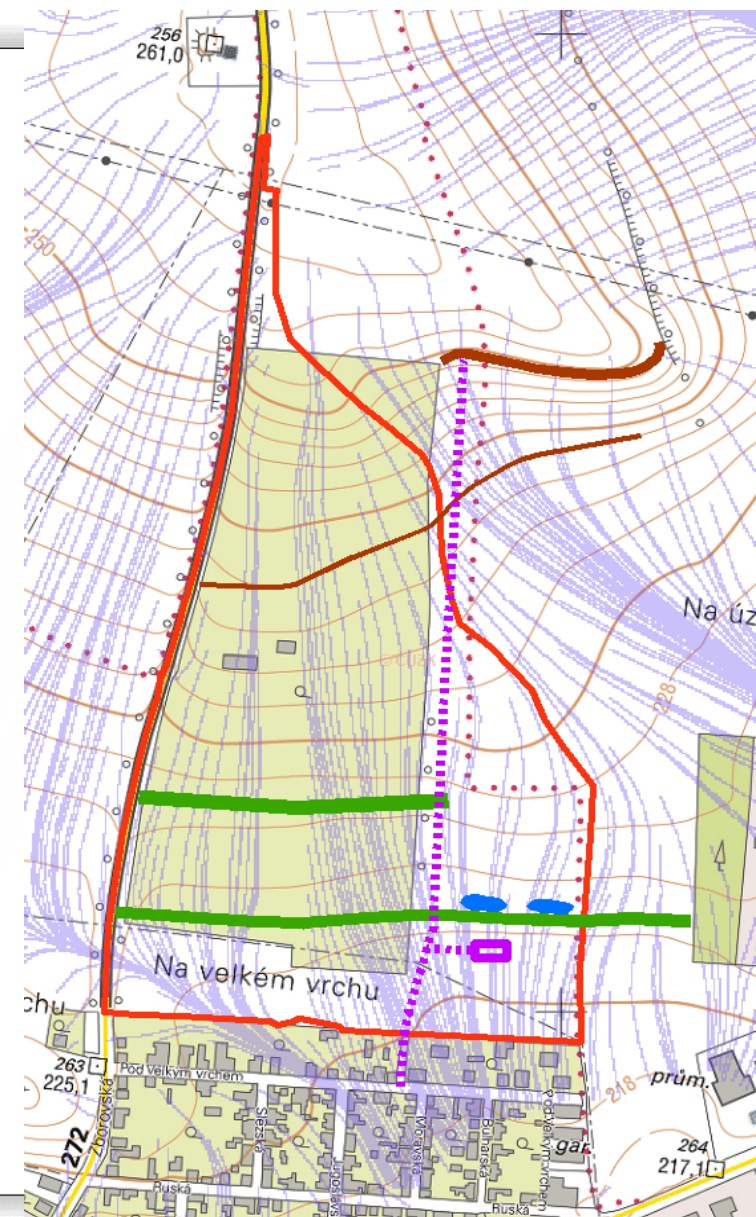 256
261,0
250
Na úz
© ČÚZK
228
Na velkém vrchu
chu
263
225,1
Pod Velkým vrchem
218
prům.
Zborovská
Slezská
Moravská
Bulharská
Pod Velkým vrchem
gar.
264
217,1
272
Ruská
Ruská